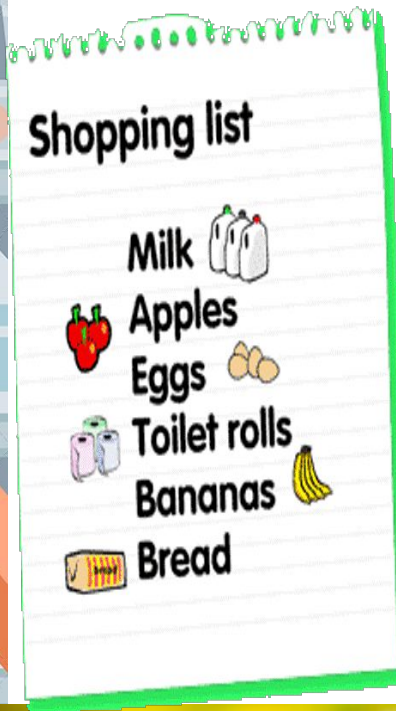 Shopping list
Milk
Apples
Eggs
Toilet rolls
Bananas
Bread